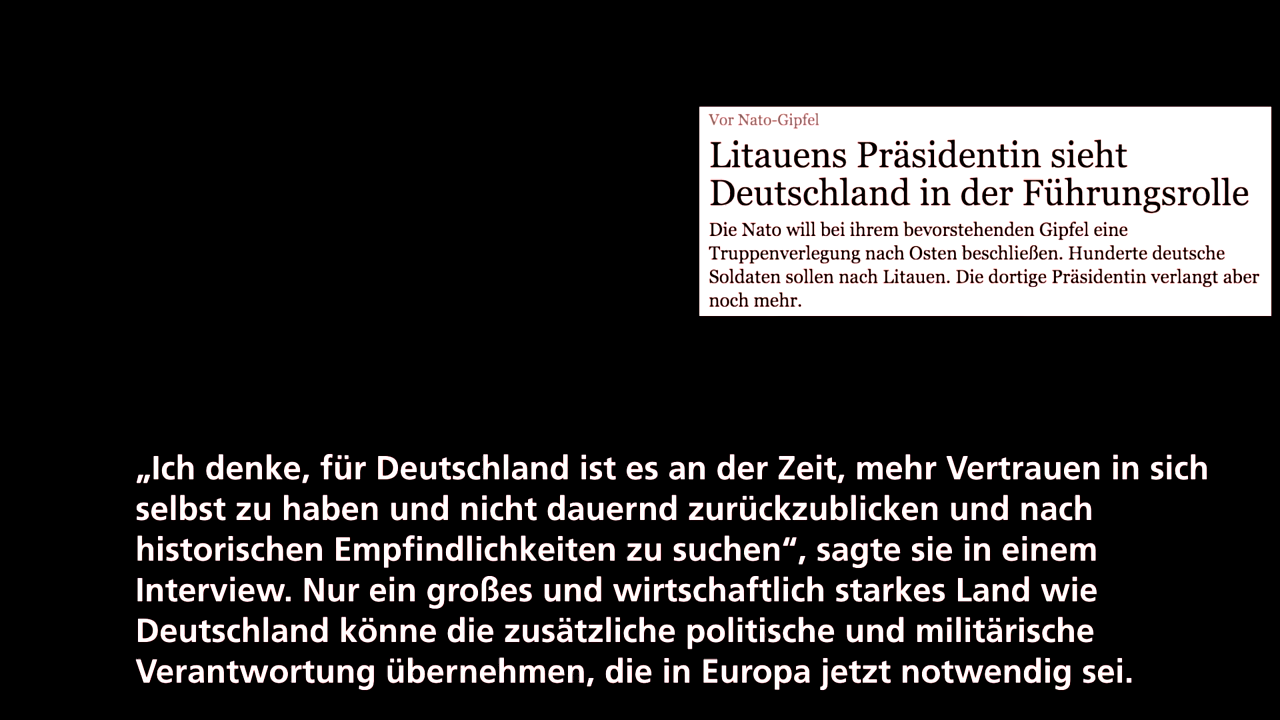 Vor Nato-Gipfel
Litauens Präsidentin sieht
Deutschland in der Führungsrolle
Die Nato will bei ihrem bevorstehenden Gipfel eine
Truppenverlegung nach Osten beschließen. Hunderte deutsche
Soldaten sollen nach Litauen. Die dortige Präsidentin verlangt aber
noch mehr.
„Ich denke, für Deutschland ist es an der Zeit, mehr Vertrauen in sich
selbst zu haben und nicht dauernd zurückzublicken und nach
historischen Empfindlichkeiten zu suchen“, sagte sie in einem
Interview. Nur ein großes und wirtschaftlich starkes Land wie
Deutschland könne die zusätzliche politische und militärische
Verantwortung übernehmen, die in Europa jetzt notwendig sei.